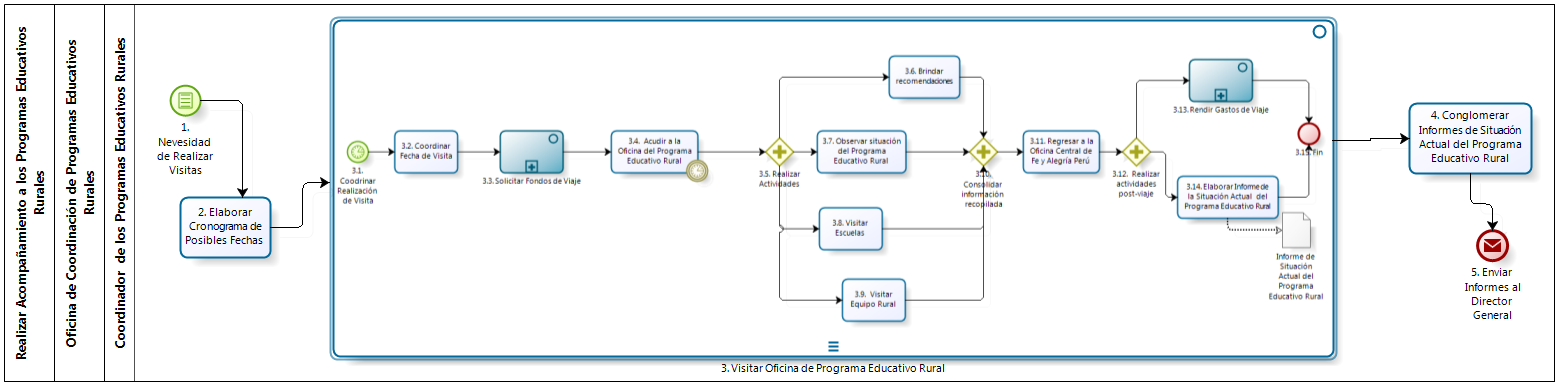 Realizar Acompañamiento a los Programas Educativos
Rurales
Oficina de Coordinación de Programas Educativos
Rurales
Coordinador de los Programas Educativos Rurales
1.
Nevesidad
de Realizar
Visitas
2. Elaborar
Cronograma de
Posibles Fechas
3.1.
Coodrinar
Realización
de Visita
3.2. Coordinar
Fecha de Visita
3.3. Solicitar Fondos de Viaje
3.4. Acudir a la
Oficina del Programa
Educativo Rural
3.5. Realizar
Actividades
3.6. Brindar
recomendaciones
3.7. Observar situación
del Programa
Educativo Rural
3.8. Visitar
Escuelas
3.9. Visitar
Equipo Rural
3.10.
Consolidar
información
recopilada
3.11. Regresar a la
Oficina Central de
Fe y Alegría Perú
3.12. Realizar
actividades
post-viaje
3.13. Rendir Gastos de Viaje
3.14. Elaborar Informe de
la Situación Actual del
Programa Educativo Rural
3.15. Fin
Informe de
Situación
Actual del
Programa
Educativo Rural
3. Visitar Oficina de Programa Educativo Rural
4. Conglomerar
Informes de Situación
Actual del Programa
Educativo Rural
5. Enviar
Informes al
Director
General